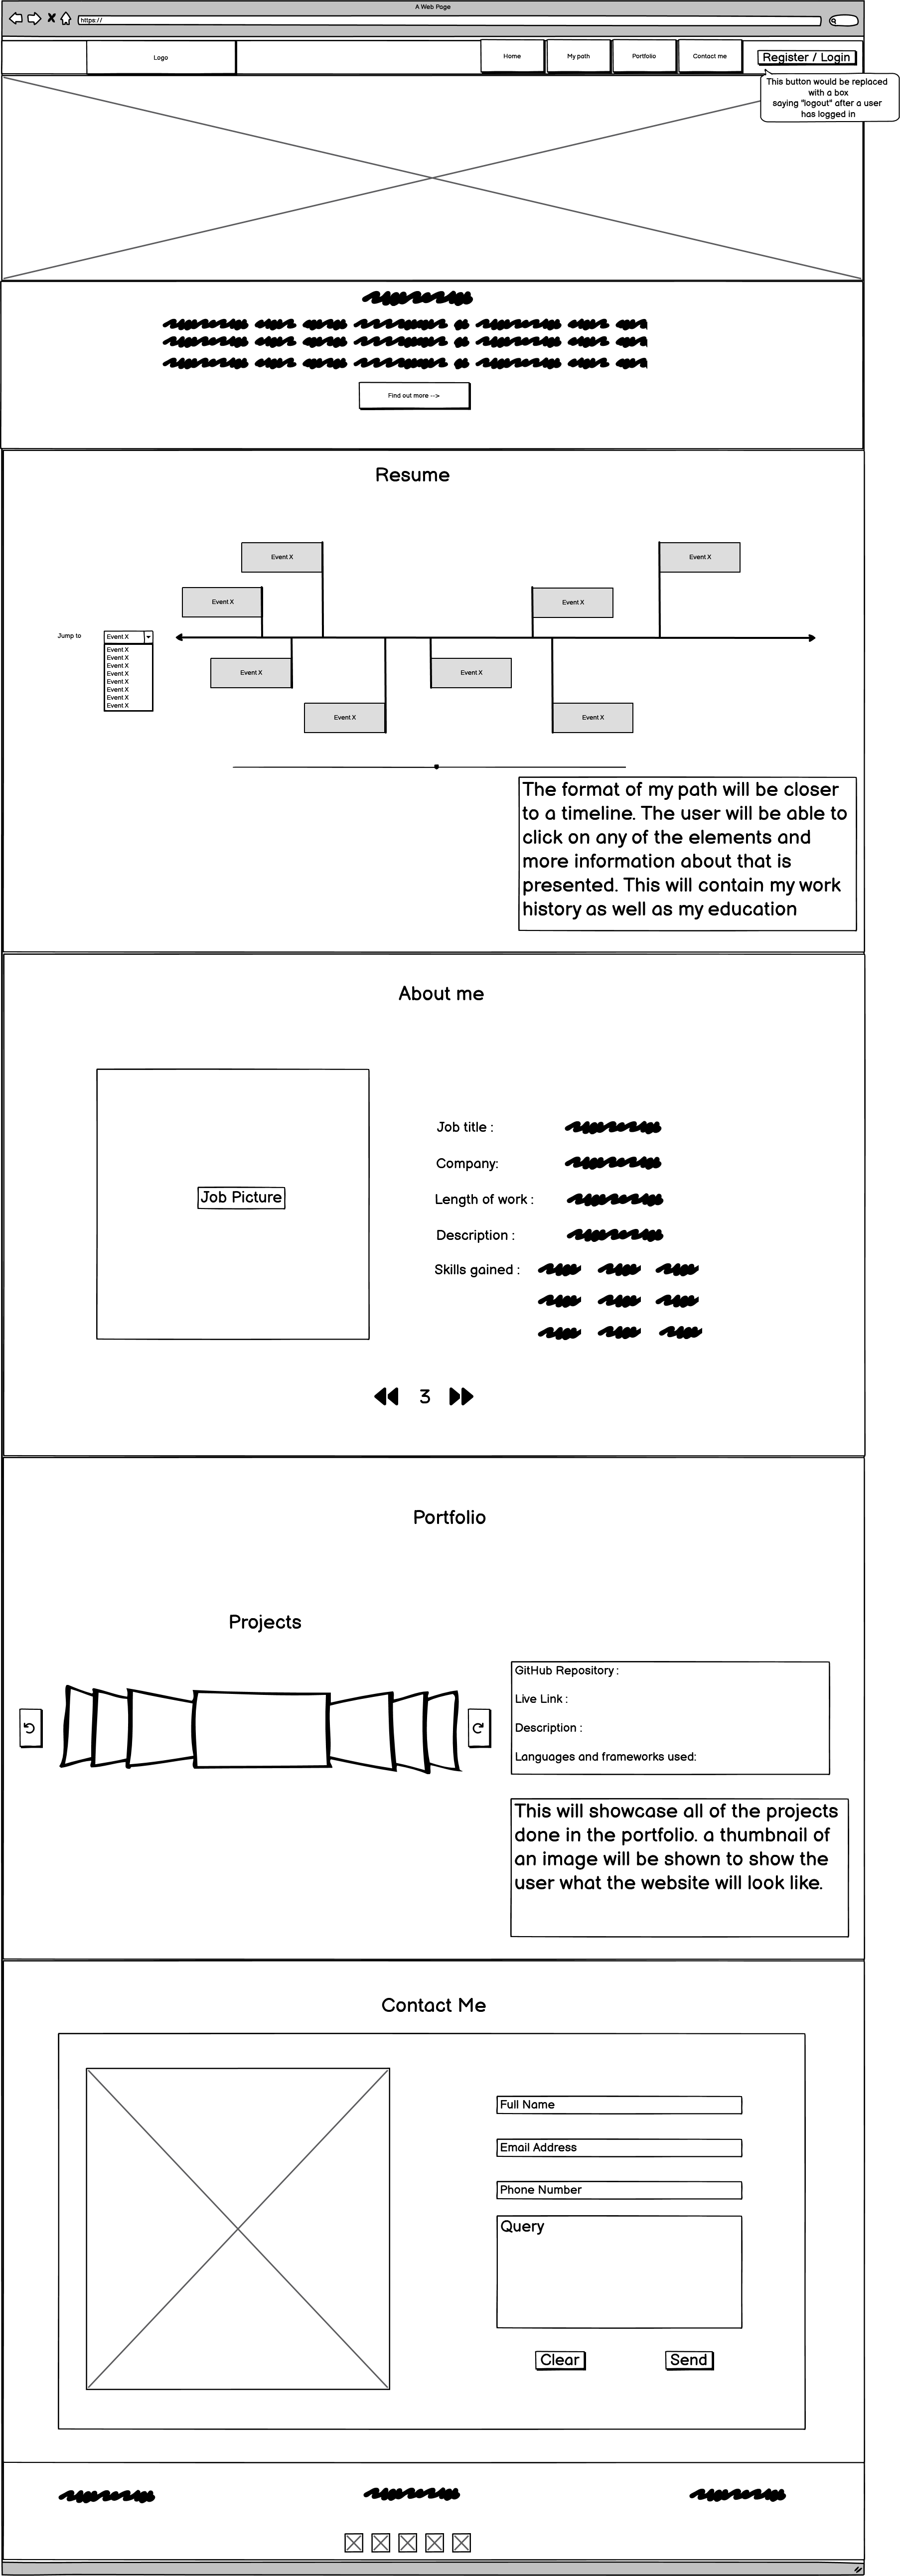 A Web Page
https://
Logo
Home
My path
Portfolio
Contact me
Register / Login
This button would be replaced
with a box
saying "logout" after a user
has logged in
Find out more -->
Resume
Event X
Event X
Event X
Event X
Jump to
Event X
Event X
Event X
Event X
Event X
Event X
Event X
Event X
Event X
Event X
Event X
Event X
Event X
The format of my path will be closer
to a timeline. The user will be able to
click on any of the elements and
more information about that is
presented. This will contain my work
history as well as my education
About me
Job Picture
Job title :
Company:
Length of work :
Description :
Skills gained :
3
Portfolio
Projects
GitHub Repository :
Live Link :
Description :
Languages and frameworks used:
This will showcase all of the projects
done in the portfolio. a thumbnail of
an image will be shown to show the
user what the website will look like.
Contact Me
Full Name
Email Address
Phone Number
Query
Clear
Send